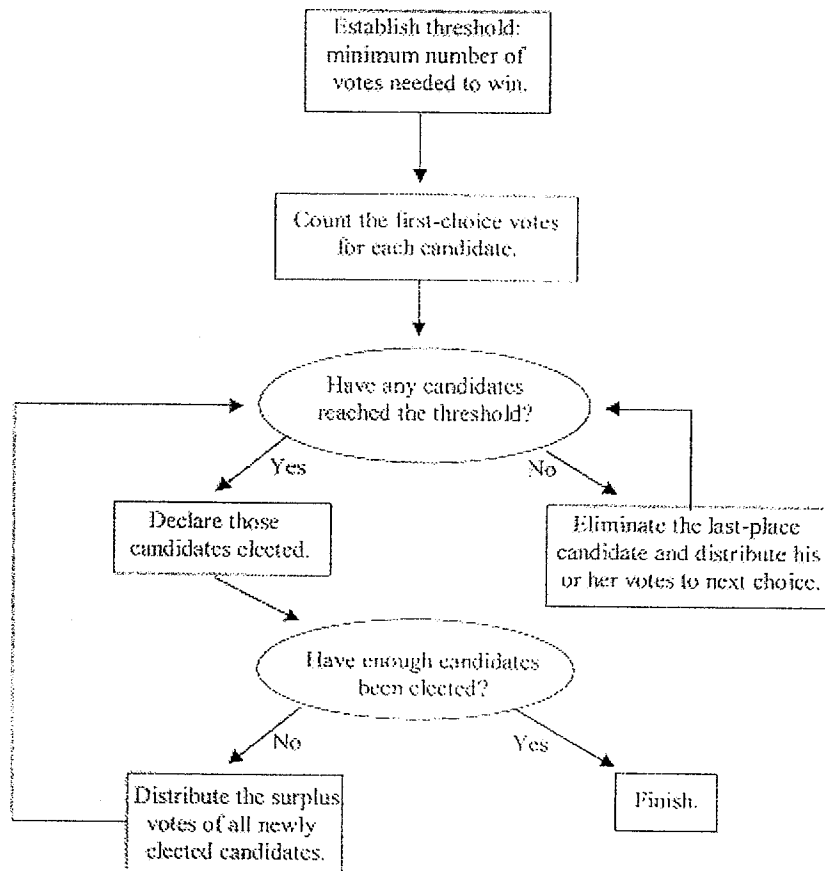 Establish threshold:
minimum number of
votes needed to win.
Count the first-choice votes
for each candidate.
Have any candidates
reached the threshold?
Yes
No
Declare those
candidates elected.
Eliminate the last-place
candidate and distribute his
or her votes to next choice.
Have enough candidates
been elected?
No
Yes
Distribute the surplus
votes of all newly
elected candidates.
Finish.